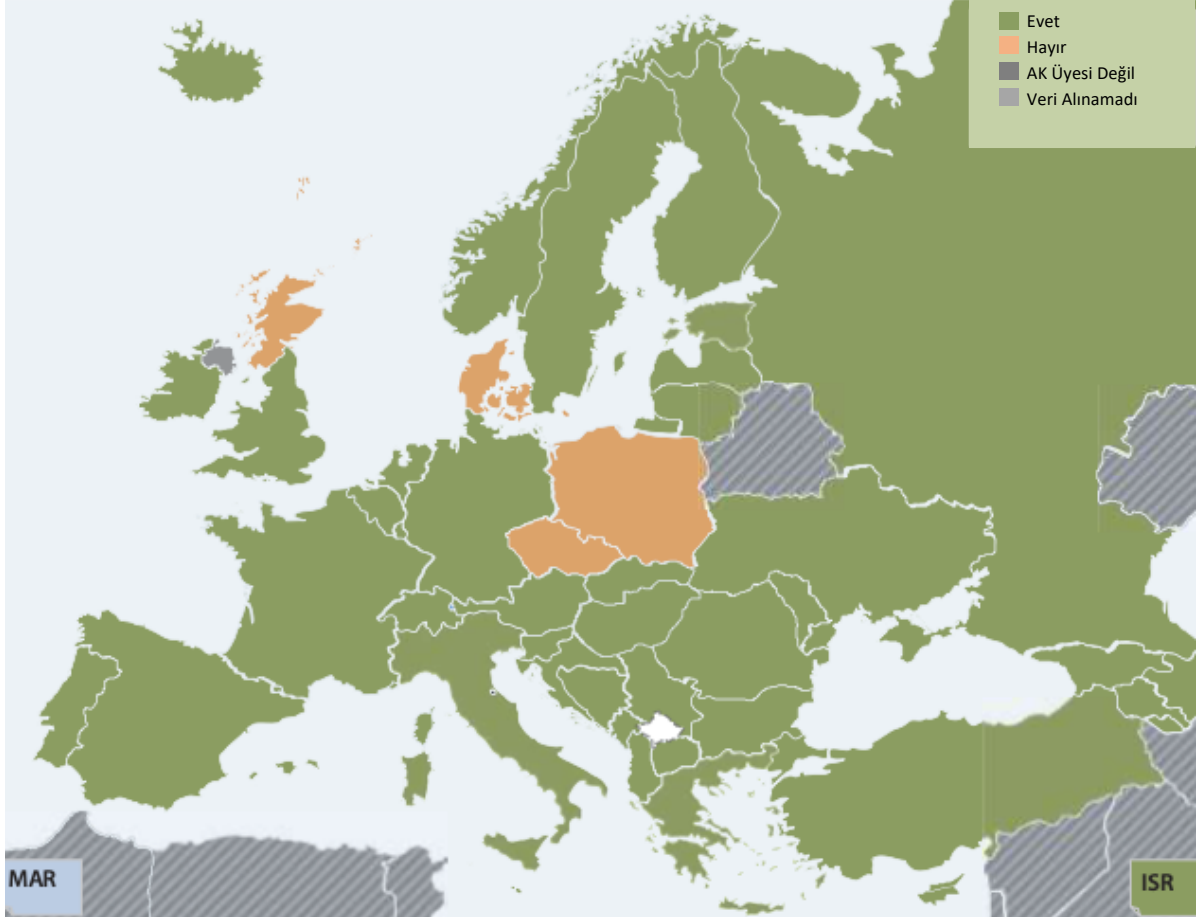 Evet
Hayır
AK Üyesi Değil
Veri Alınamadı
MAR
ISR